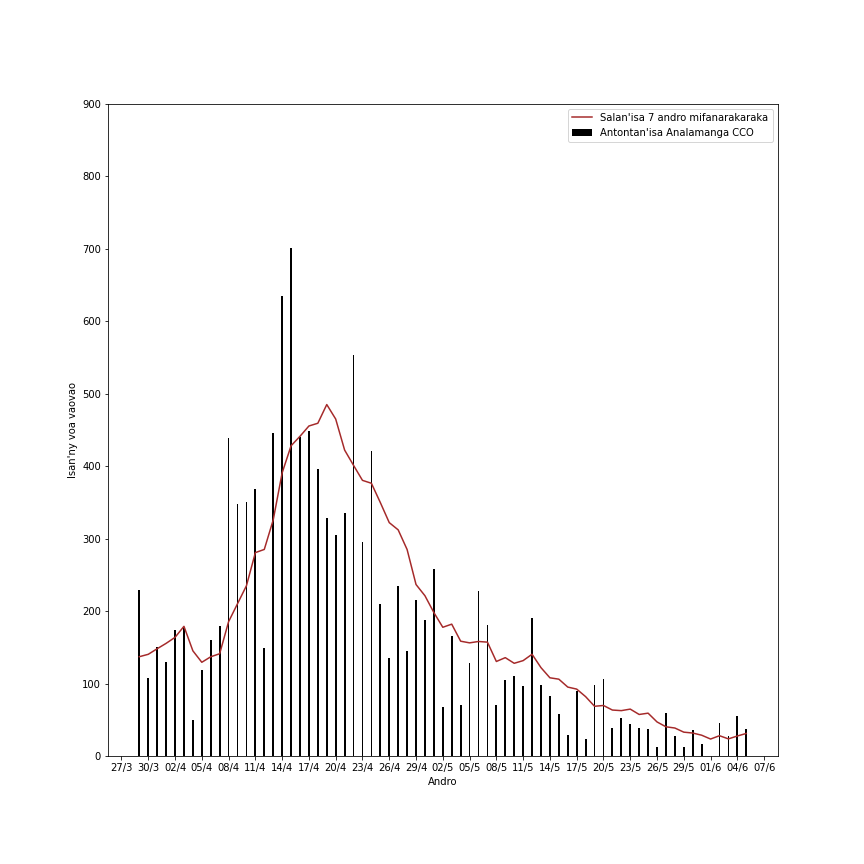 Salan'isa 7 andro mifanarakaraka
Antontan'isa Analamanga CCO
900
800
700
600
500
400
300
200
100
0
Isan'ny voa vaovao
27/3 30/3 02/4 05/4 08/4 11/4 14/4 17/4 20/4 23/4 26/4 29/4 02/5 05/5 08/5 11/5 14/5 17/5 20/5 23/5 26/5 29/5 01/6 04/6 07/6
Andro